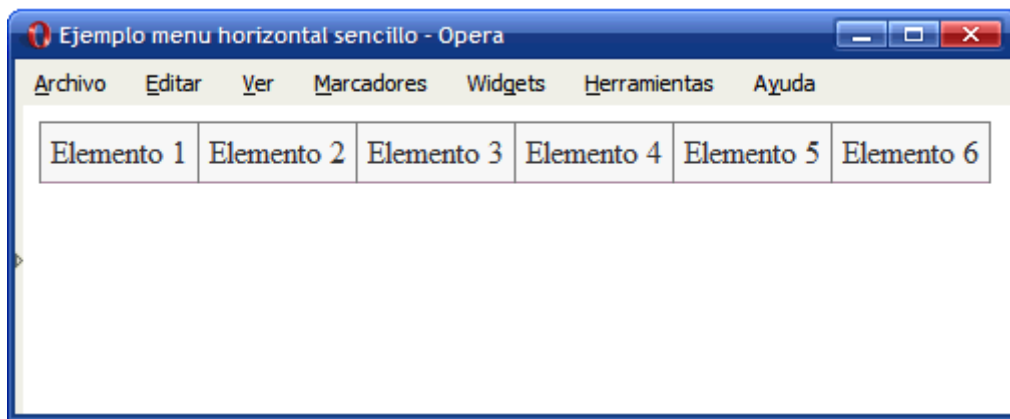 Ejemplo menu horizontal sencillo - Opera
Archivo Editar Ver Marcadores Widgets Herramientas Ayuda
Elemento 1 Elemento 2 Elemento 3 Elemento 4 Elemento 5 Elemento 6